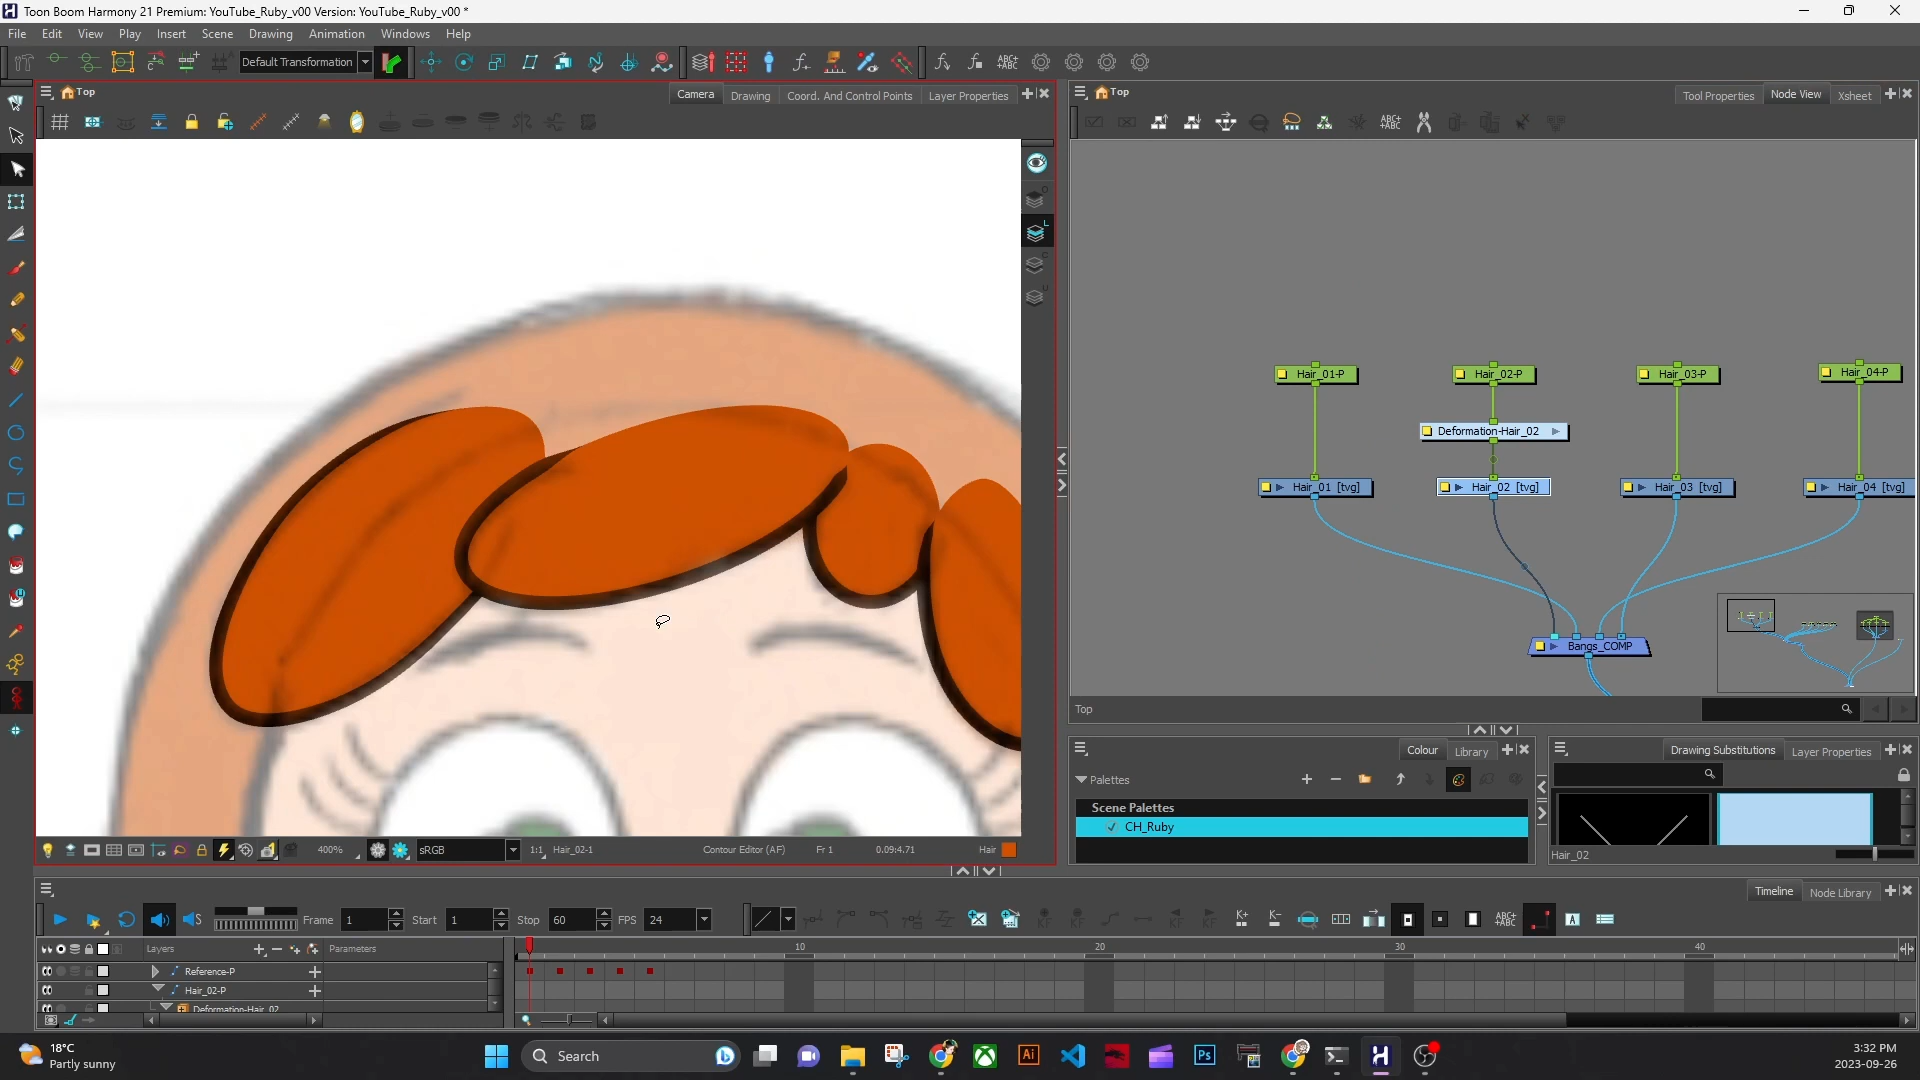 Toon Boom Harmony 21 Premium: YouTube_Ruby_v00 Version: YouTube_Ruby_v00 *
File Edit View Play Insert Scene Drawing Animation Windows Help
Default Transformation
Top
Camera Drawing Coord. And Control Points Layer Properties
Top
Tool Properties Node View Xsheet
Hair_01-P
Hair_02-P
Hair_03-P
Hair_04-P
Deformation-Hair_02
Hair_01 [tvg]
Hair_02 [tvg]
Hair_03 [tvg]
Hair_04 [tvg]
Bangs_COMP
Top
Colour Library
Palettes
Scene Palettes
CH_Ruby
Drawing Substitutions Layer Properties
Hair_02
400% sRGB 1:1 Hair_02-1 Contour Editor (AF) Fr 1 0.09:4.71 Hair
Timeline Node Library
Frame 1 Start 1 Stop 60 FPS 24
Layers Parameters
10 20 30 40
Reference-P
Hair_02-P
Deformation-Hair_02
18°C
Partly sunny
Search
3:32 PM
2023-09-26